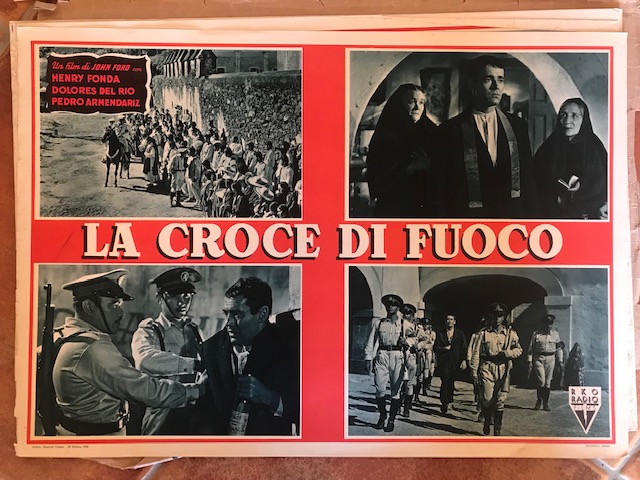 Un film di JOHN FORD con
HENRY FONDA
DOLORES DEL RIO
PEDRO ARMENDARIZ
LA CROCE DI FUOCO
RKO
RADIO
FILMS